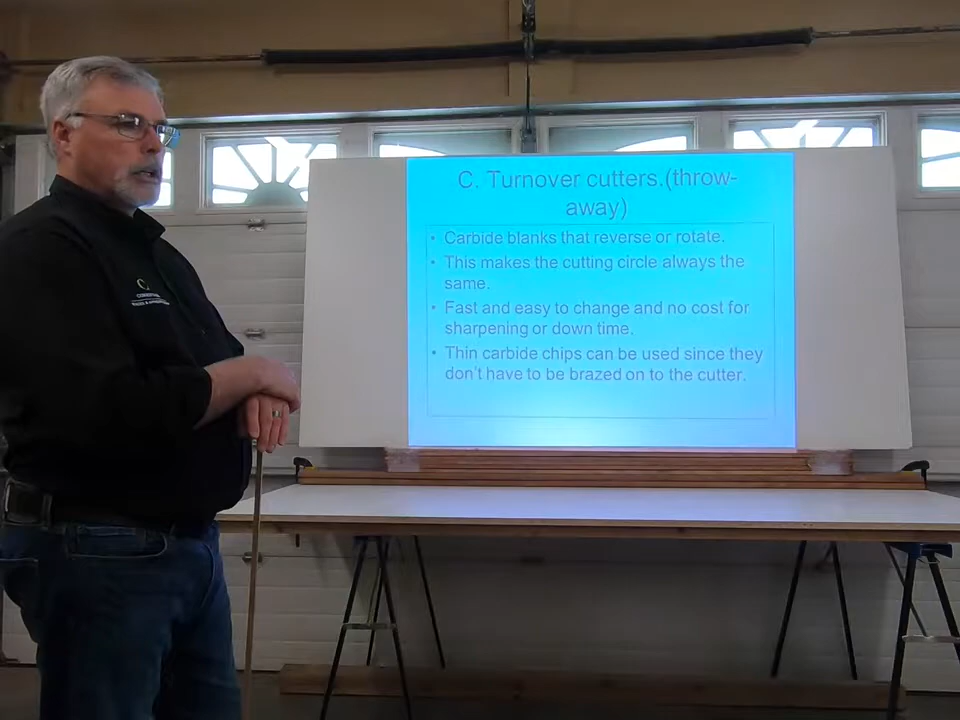 C. Turnover cutters.(throw-
away)
• Carbide blanks that reverse or rotate.
• This makes the cutting circle always the
same.
• Fast and easy to change and no cost for
sharpening or down time.
• Thin carbide chips can be used since they
don't have to be brazed on to the cutter.